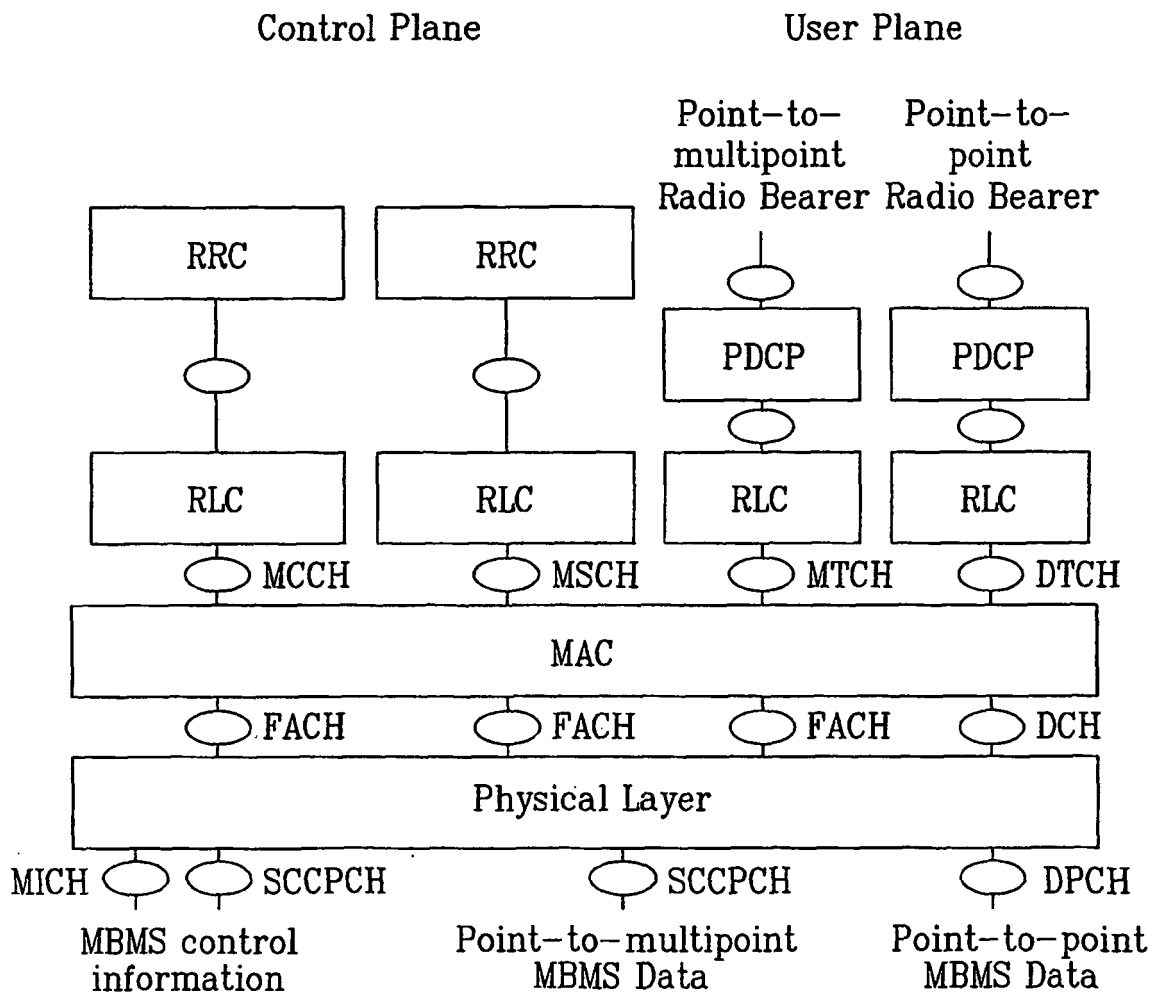 Control Plane
User Plane
Point-to-
multipoint
Radio Bearer
Point-to-
point
Radio Bearer
RRC
RRC
PDCP
PDCP
RLC
RLC
RLC
RLC
MCCH
MSCH
MTCH
DTCH
MAC
FACH
FACH
FACH
DCH
Physical Layer
MICH
SCCPCH
SCCPCH
DPCH
MBMS control
information
Point-to-multipoint
MBMS Data
Point-to-point
MBMS Data